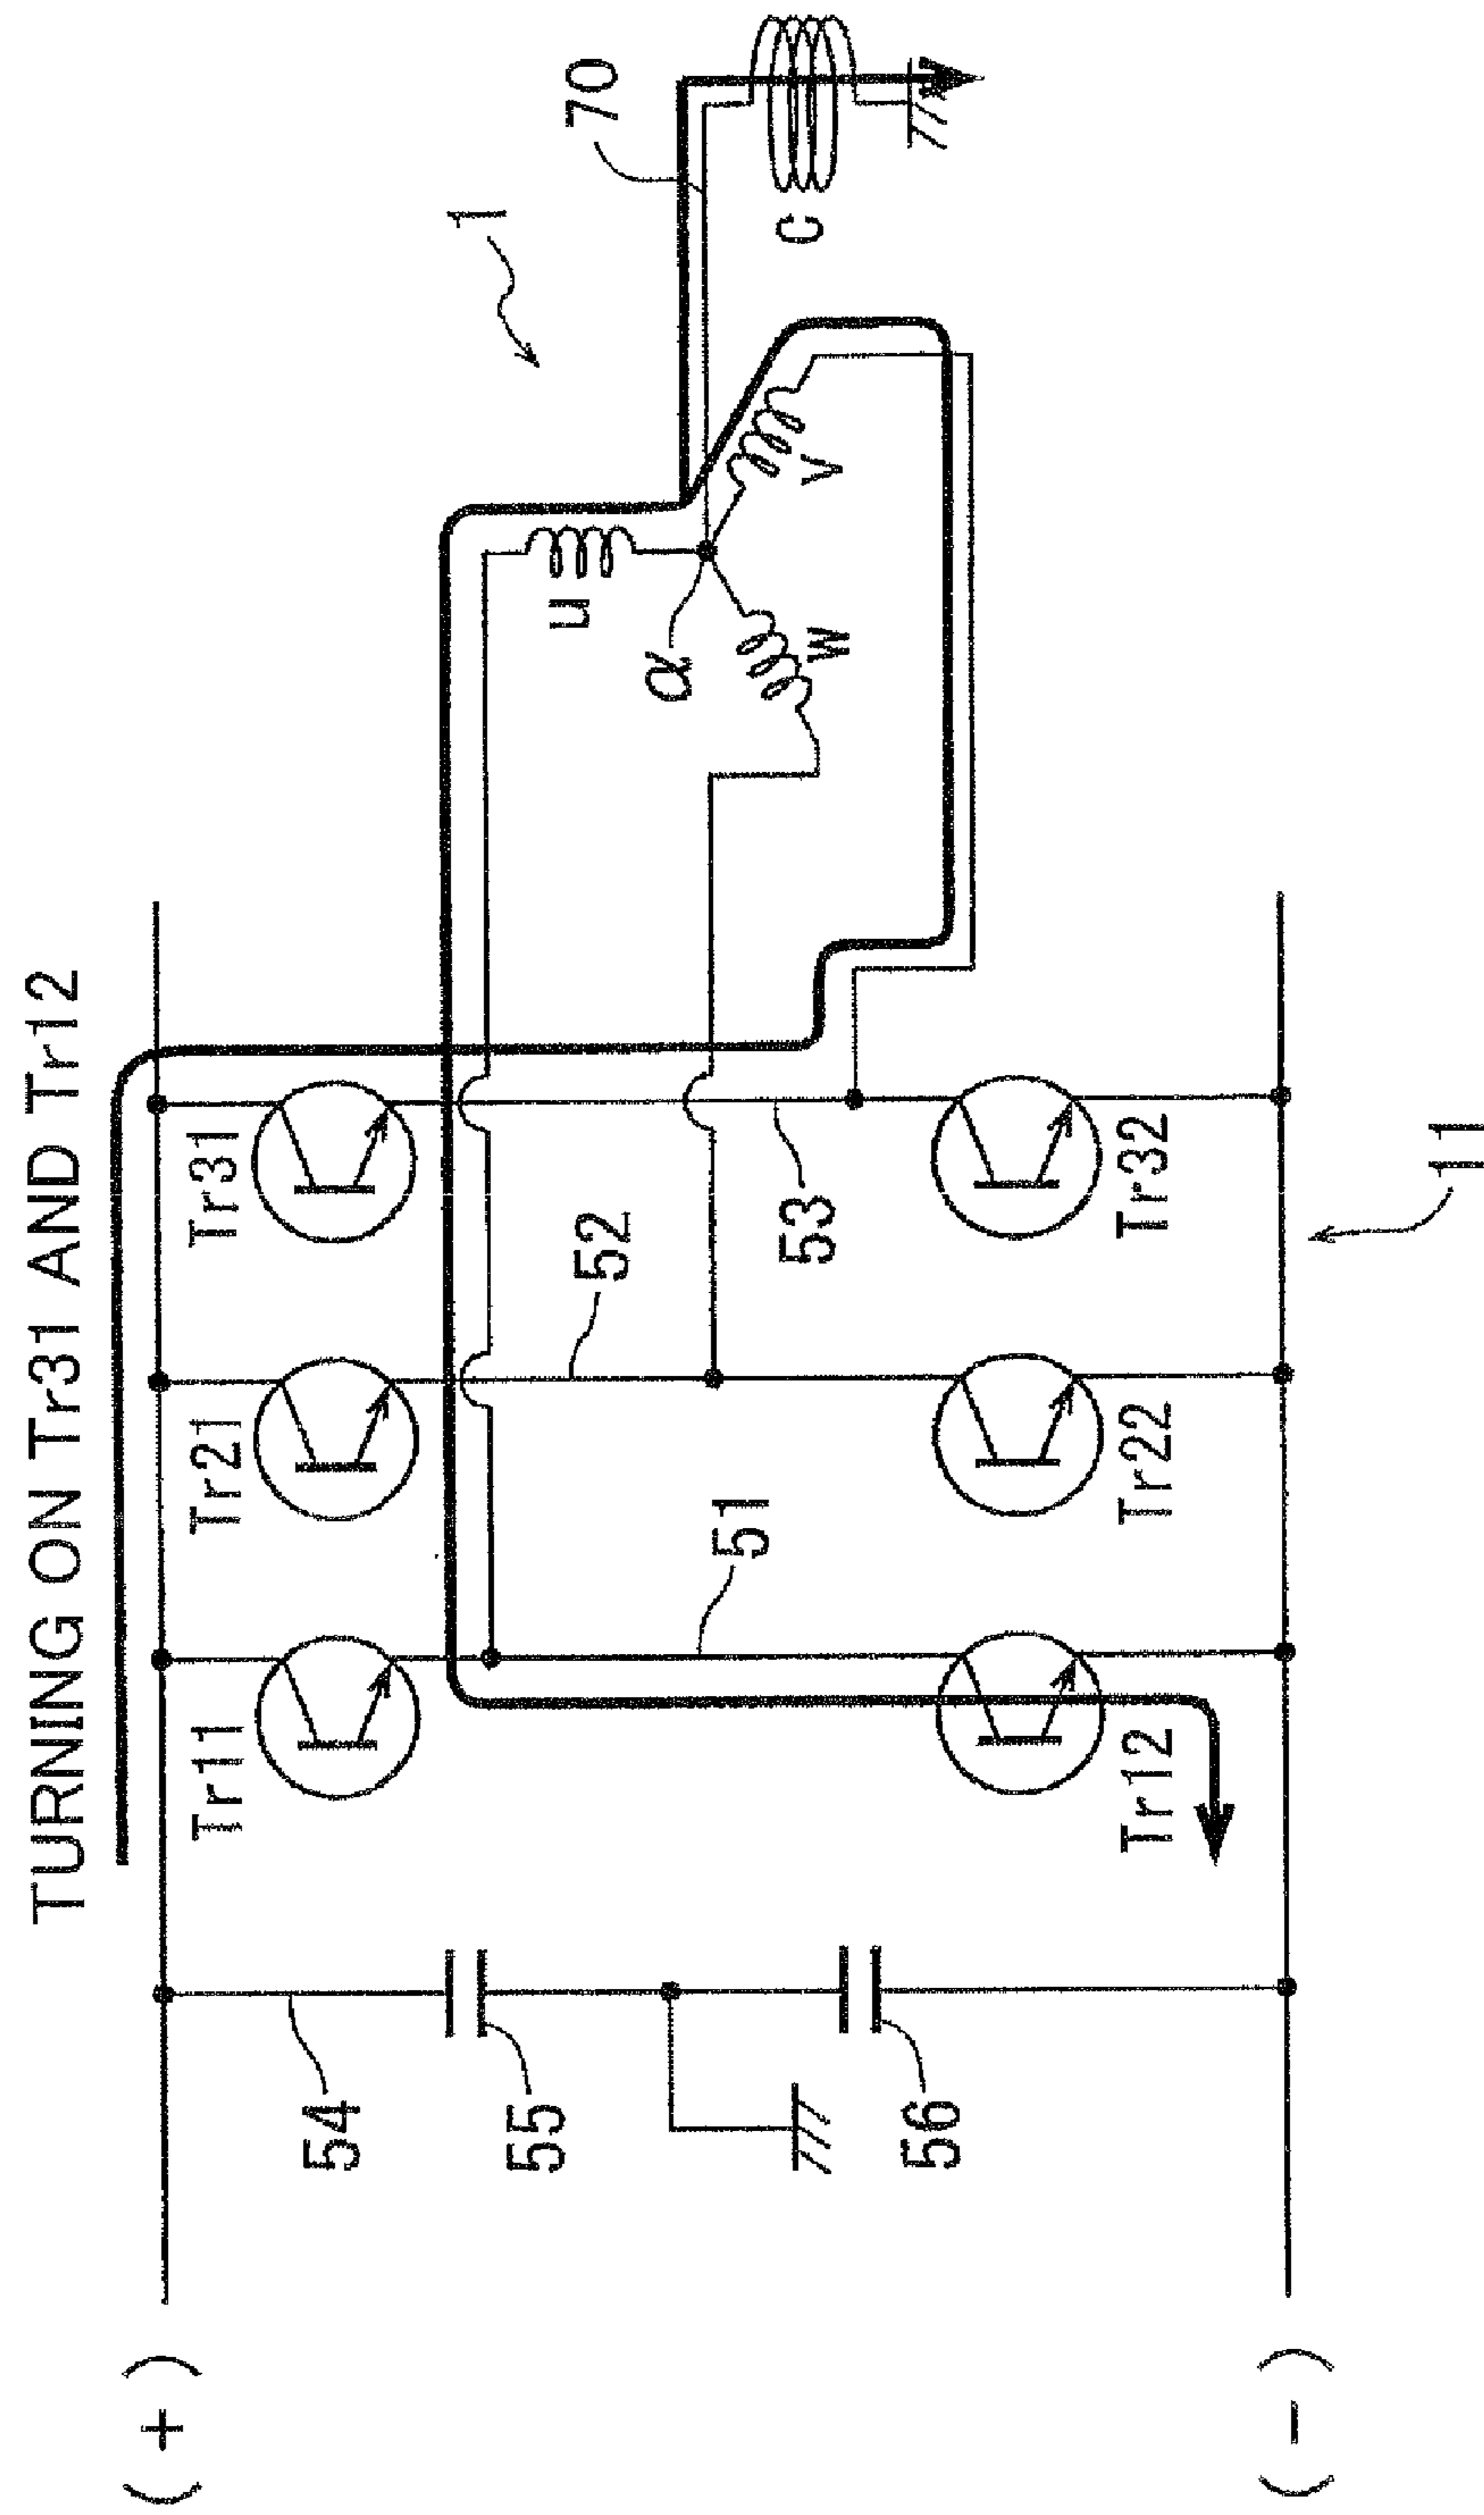 TURNING ON Tr31 AND Tr12
(+)
54
55
56
Tr11
Tr21
Tr31
51
52
53
Tr12
Tr22
Tr32
(-)
11
1
70
u
α
w
v
c